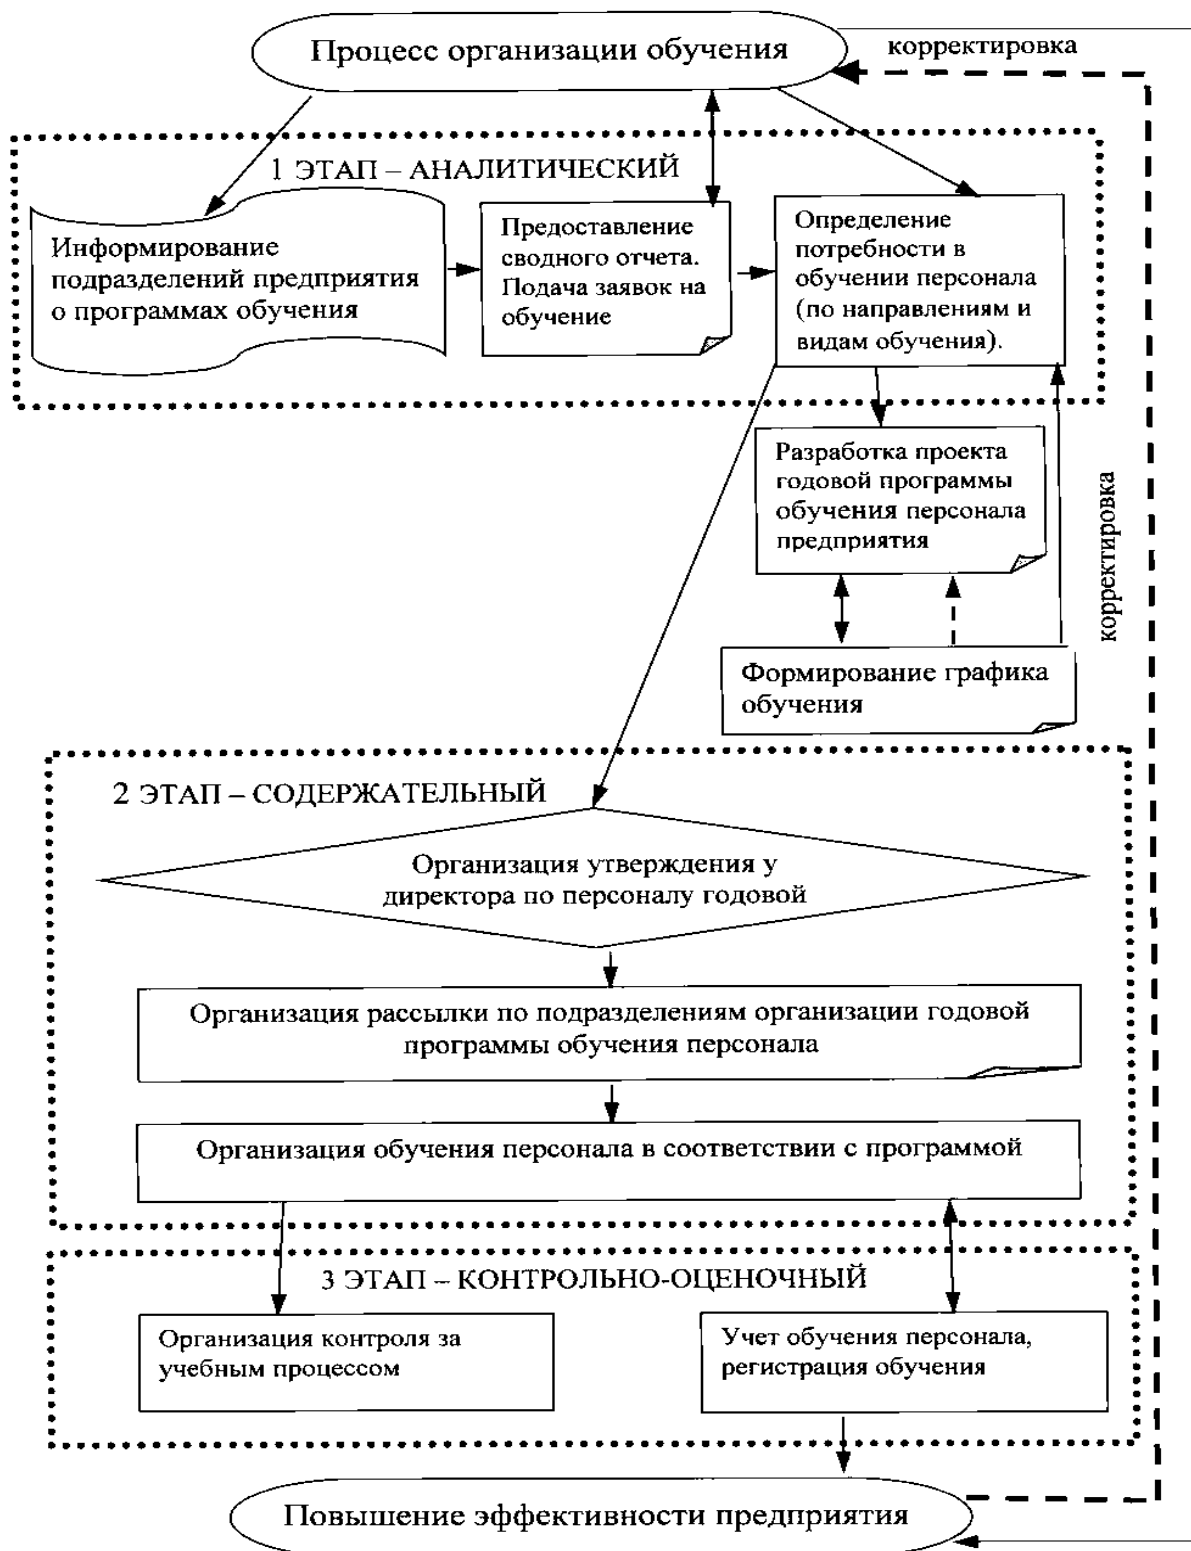 Процесс организации обучения
корректировка
1 ЭТАП – АНАЛИТИЧЕСКИЙ
Информирование
подразделений предприятия
о программах обучения
Предоставление
сводного отчета.
Подача заявок на
обучение
Определение
потребности в
обучении персонала
(по направлениям и
видам обучения).
Разработка проекта
годовой программы
обучения персонала
предприятия
корректировка
Формирование графика
обучения
2 ЭТАП – СОДЕРЖАТЕЛЬНЫЙ
Организация утверждения у
директора по персоналу годовой
Организация рассылки по подразделениям организации годовой
программы обучения персонала
Организация обучения персонала в соответствии с программой
3 ЭТАП – КОНТРОЛЬНО-ОЦЕНОЧНЫЙ
Организация контроля за
учебным процессом
Учет обучения персонала,
регистрация обучения
Повышение эффективности предприятия